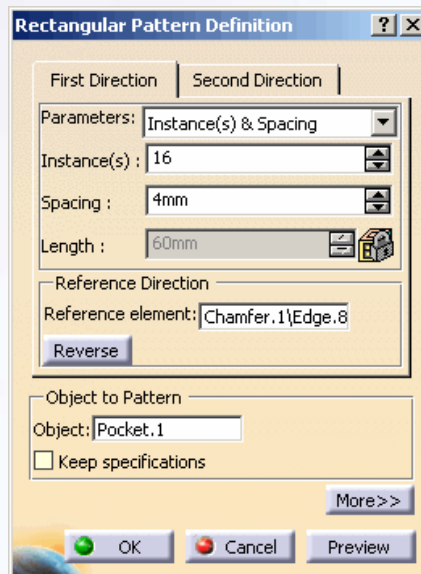 Rectangular Pattern Definition
First Direction Second Direction
Parameters: Instance(s) & Spacing
Instance(s) : 16
Spacing : 4mm
Length : 60mm
Reference Direction
Reference element: Chamfer.1\Edge.8
Reverse
Object to Pattern
Object: Pocket.1
Keep specifications
More>>
OK Cancel Preview